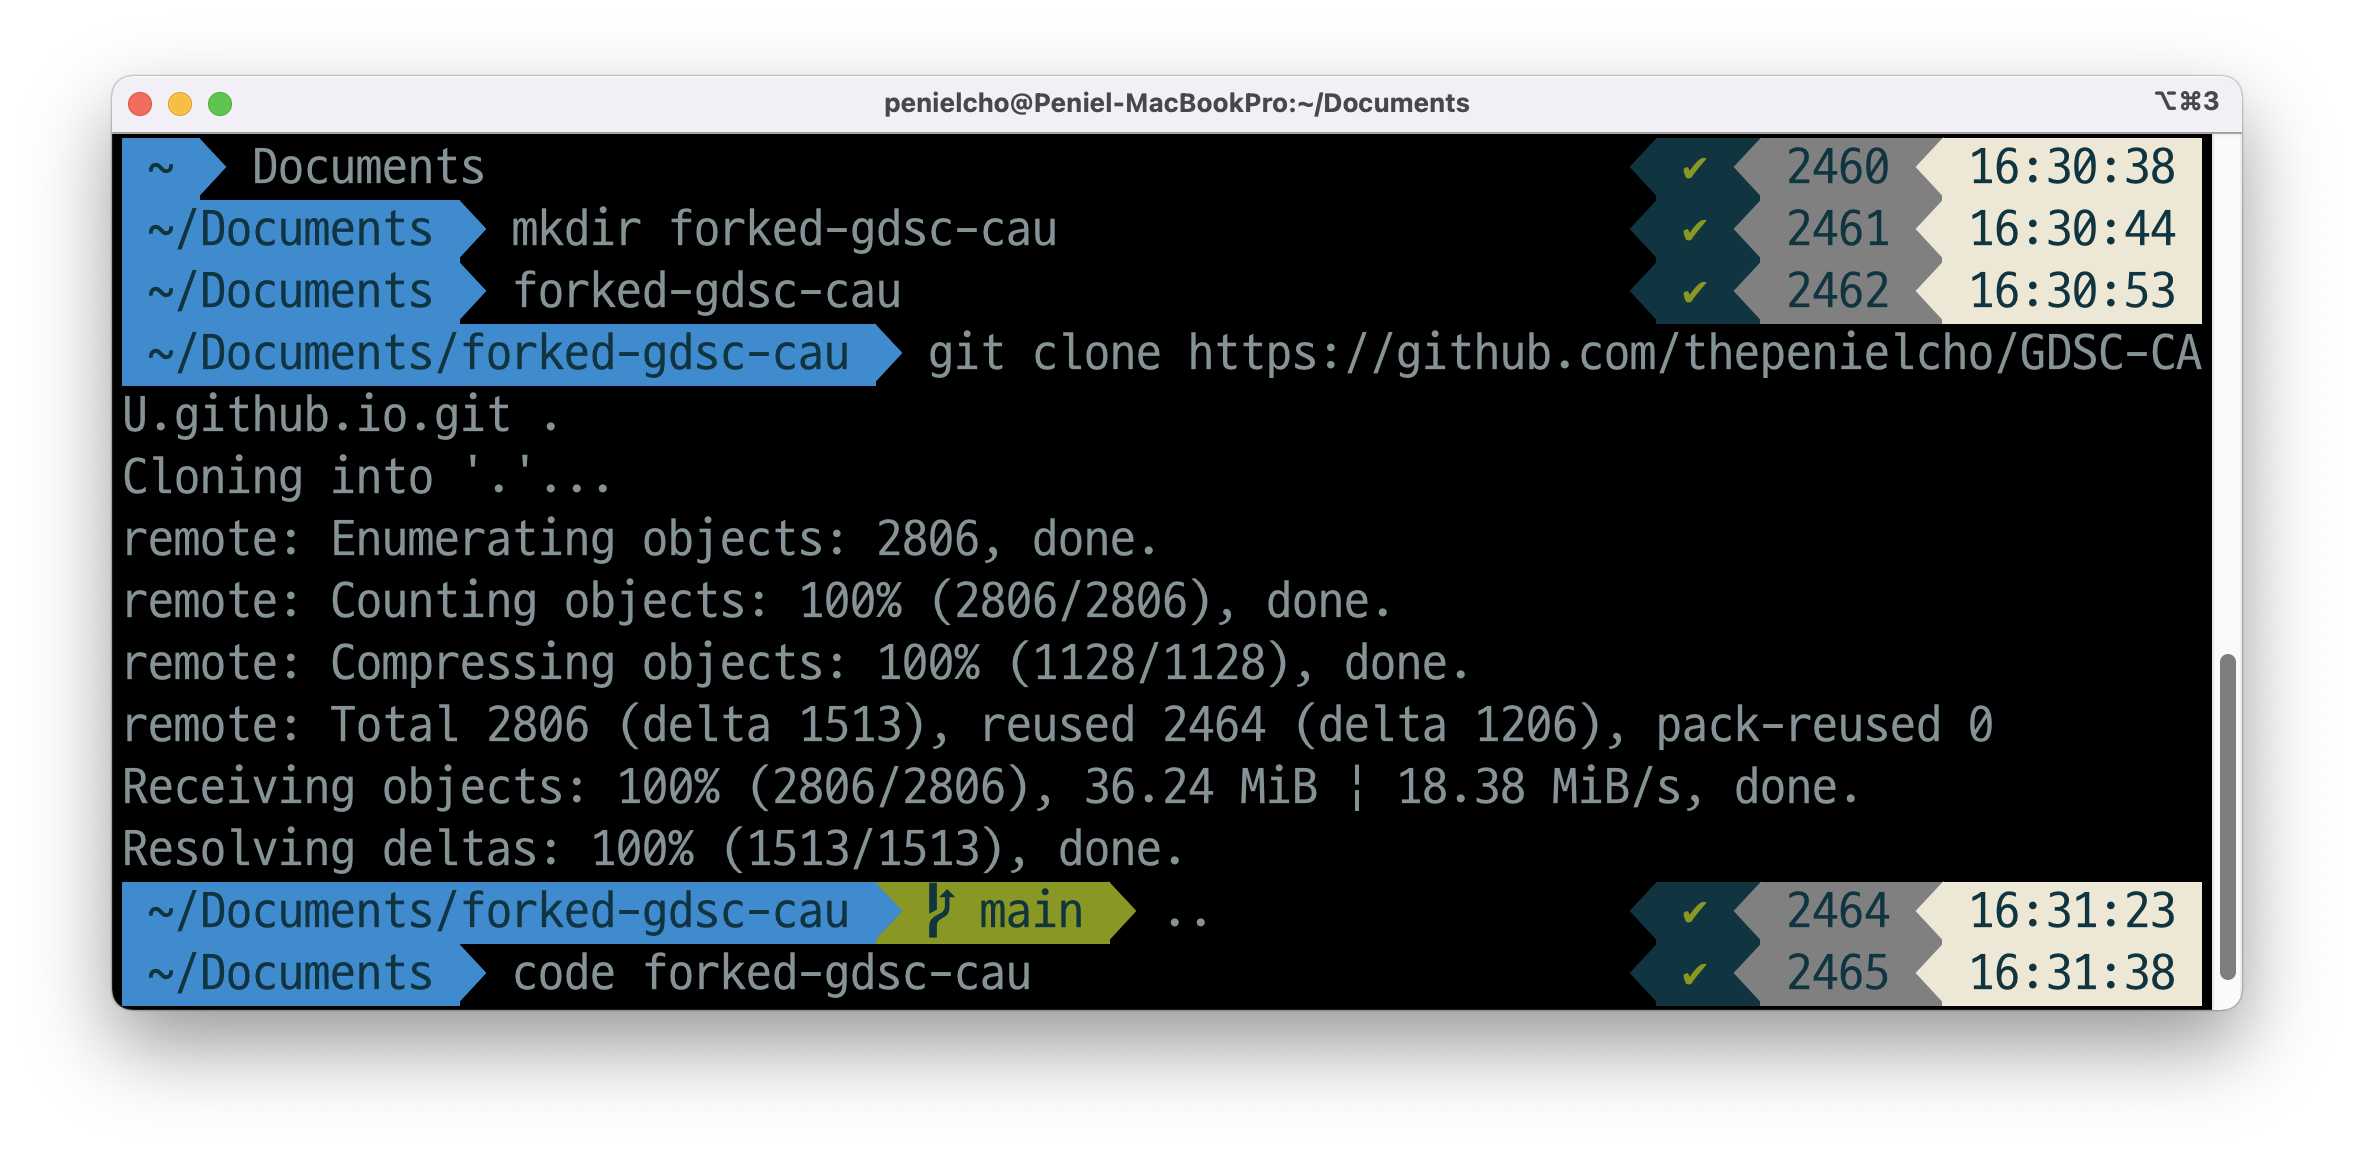 penielcho@Peniel-MacBookPro:~/Documents ⌥⌘3
~ Documents ✔ 2460 16:30:38
~/Documents mkdir forked-gdsc-cau ✔ 2461 16:30:44
~/Documents forked-gdsc-cau ✔ 2462 16:30:53
~/Documents/forked-gdsc-cau git clone https://github.com/thepenielcho/GDSC-CA
U.github.io.git .
Cloning into '.'...
remote: Enumerating objects: 2806, done.
remote: Counting objects: 100% (2806/2806), done.
remote: Compressing objects: 100% (1128/1128), done.
remote: Total 2806 (delta 1513), reused 2464 (delta 1206), pack-reused 0
Receiving objects: 100% (2806/2806), 36.24 MiB ¦ 18.38 MiB/s, done.
Resolving deltas: 100% (1513/1513), done.
~/Documents/forked-gdsc-cau main .. ✔ 2464 16:31:23
~/Documents code forked-gdsc-cau ✔ 2465 16:31:38